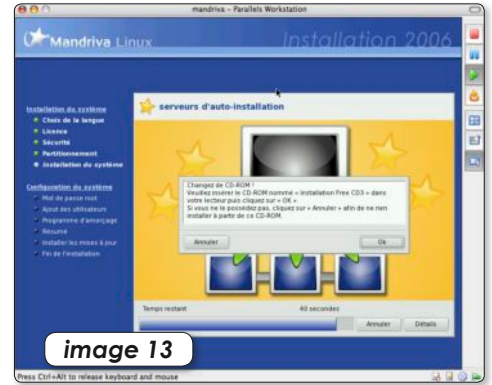 mandriva - Parallels Workstation
Mandriva Linux
Installation 2006
Installation du système
Choix de la langue
Licence
Sécurité
Partitionnement
Installation du système
Configuration du système
Mot de passe root
Ajout des utilisateurs
Programme d'amorçage
Résumé
Installer les mises à jour
Fin de l'installation
serveurs d'auto-installation
Changez de CD-ROM !
Veuillez insérer le CD-ROM nommé « Installation Free CD3 » dans
votre lecteur puis cliquez sur « OK ».
Si vous ne le possédez pas, cliquez sur « Annuler » afin de ne rien
installer à partir de ce CD-ROM.
Annuler
Ok
Temps restant
40 secondes
Annuler
Détails
image 13
Press Ctrl+Alt to release keyboard and mouse